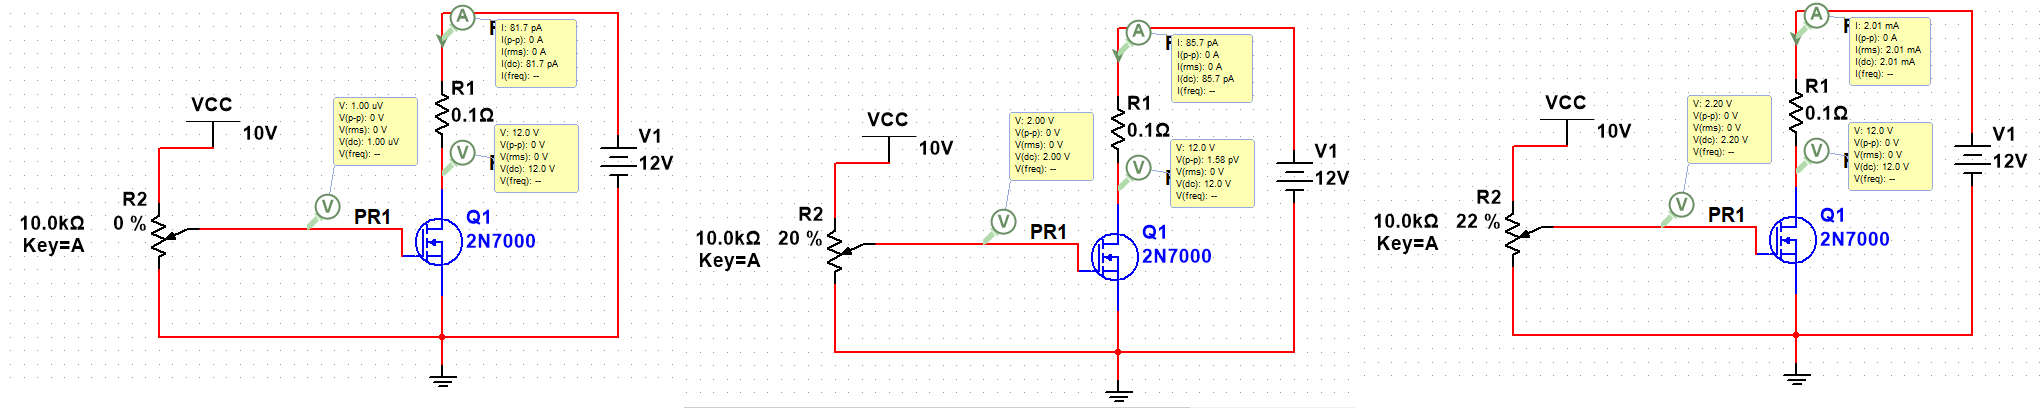 A
I: 81.7 pA
I(p-p): 0 A
I(rms): 0 A
I(dc): 81.7 pA
I(freq): --
R1
0.1Ω
VCC
10V
V: 1.00 uV
V(p-p): 0 V
V(rms): 0 V
V(dc): 1.00 uV
V(freq): --
V
V: 12.0 V
V(p-p): 0 V
V(rms): 0 V
V(dc): 12.0 V
V(freq): --
V1
12V
R2
10.0kΩ
0 %
Key=A
V
PR1
Q1
2N7000
A
I: 85.7 pA
I(p-p): 0 A
I(rms): 0 A
I(dc): 85.7 pA
I(freq): --
R1
0.1Ω
VCC
10V
V: 2.00 V
V(p-p): 0 V
V(rms): 0 V
V(dc): 2.00 V
V(freq): --
V
V: 12.0 V
V(p-p): 1.58 pV
V(rms): 0 V
V(dc): 12.0 V
V(freq): --
V1
12V
R2
10.0kΩ
20 %
Key=A
V
PR1
Q1
2N7000
A
I: 2.01 mA
I(p-p): 0 A
I(rms): 2.01 mA
I(dc): 2.01 mA
I(freq): --
R1
0.1Ω
VCC
10V
V: 2.20 V
V(p-p): 0 V
V(rms): 0 V
V(dc): 2.20 V
V(freq): --
V
V: 12.0 V
V(p-p): 0 V
V(rms): 0 V
V(dc): 12.0 V
V(freq): --
V1
12V
R2
10.0kΩ
22 %
Key=A
V
PR1
Q1
2N7000